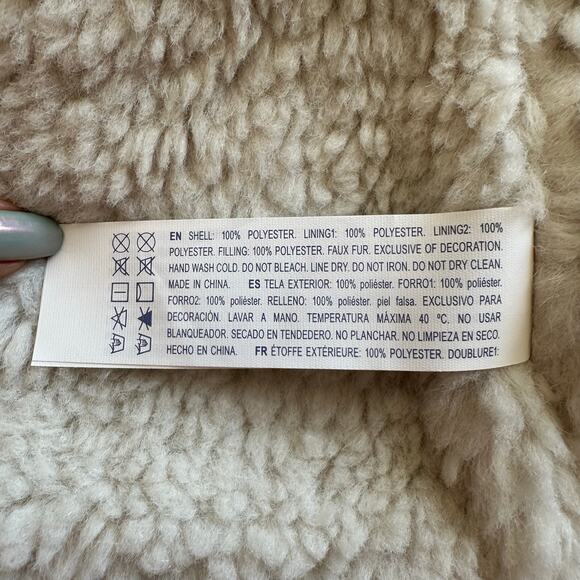 EN SHELL: 100% POLYESTER. LINING1: 100% POLYESTER. LINING2: 100%
POLYESTER. FILLING: 100% POLYESTER. FAUX FUR. EXCLUSIVE OF DECORATION.
HAND WASH COLD. DO NOT BLEACH. LINE DRY. DO NOT IRON. DO NOT DRY CLEAN.
MADE IN CHINA. ES TELA EXTERIOR: 100% poliéster. FORRO1: 100% poliéster.
FORRO2: 100% poliéster. RELLENO: 100% poliéster. piel falsa. EXCLUSIVO PARA
DECORACIÓN. LAVAR A MANO. TEMPERATURA MÁXIMA 40 ºC. NO USAR
BLANQUEADOR. SECADO EN TENDEDERO. NO PLANCHAR. NO LIMPIEZA EN SECO.
HECHO EN CHINA. FR ÉTOFFE EXTÉRIEURE: 100% POLYESTER. DOUBLURE1: